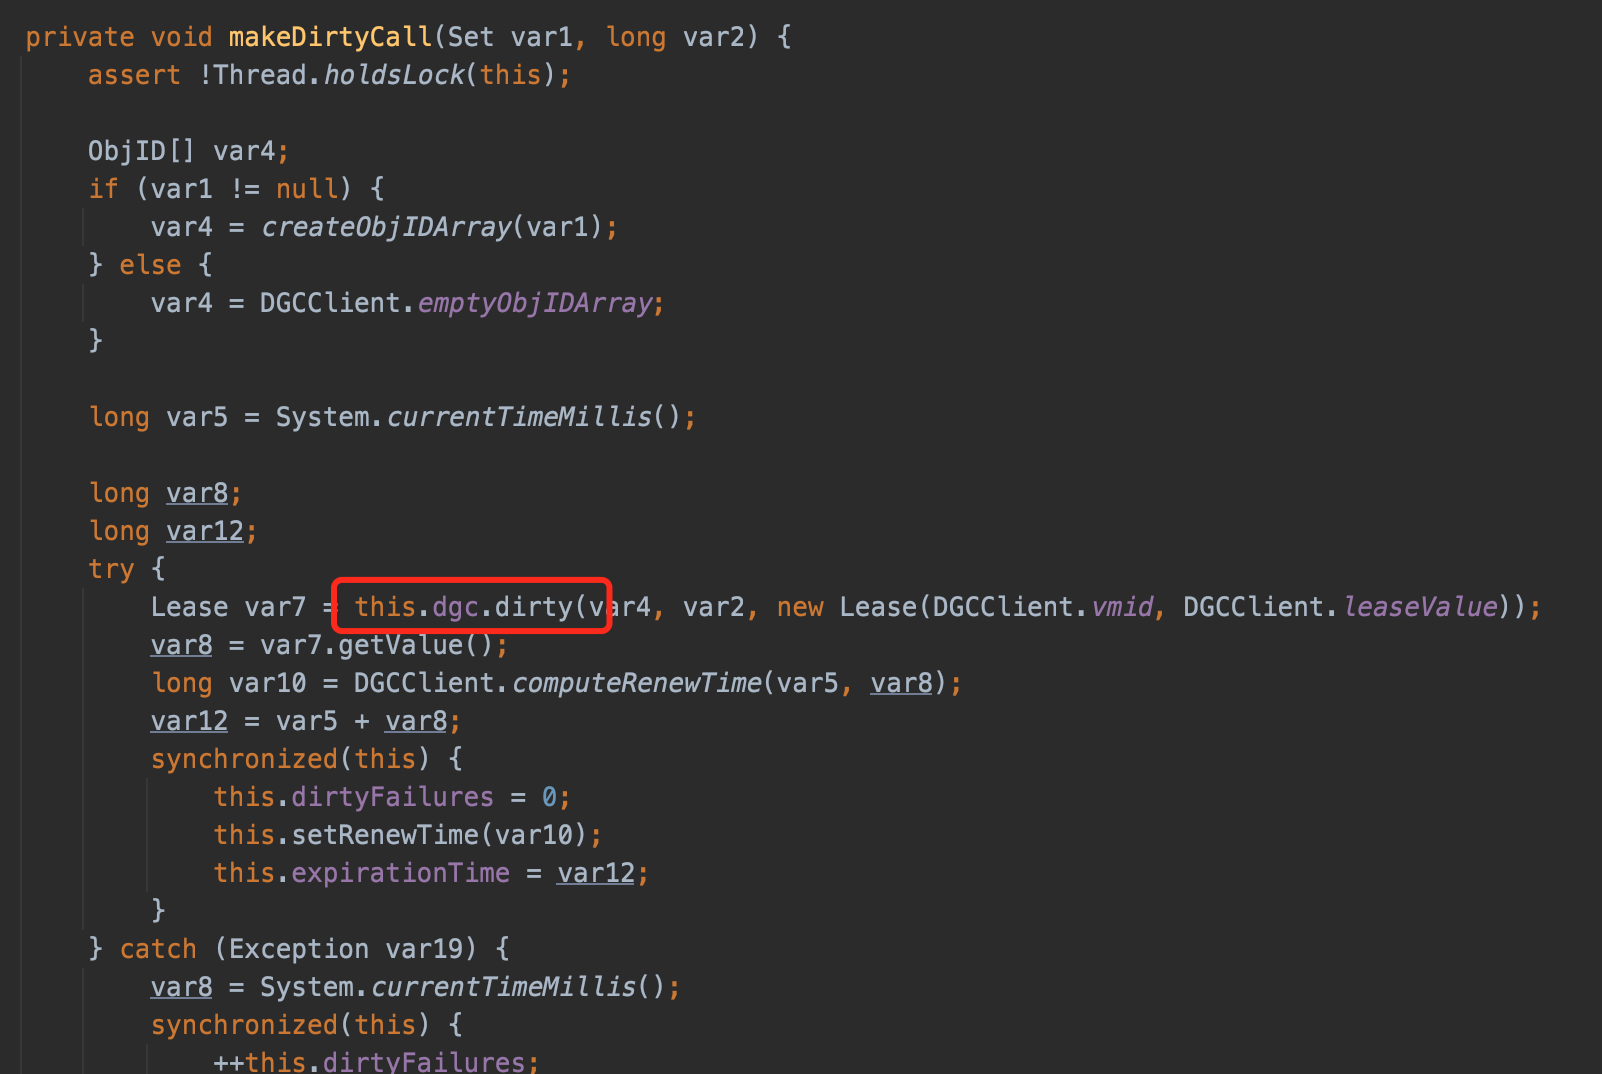 private void makeDirtyCall(Set var1, long var2) {
assert !Thread.holdsLock(this);
ObjID[] var4;
if (var1 != null) {
var4 = createObjIDArray(var1);
} else {
var4 = DGCClient.emptyObjIDArray;
}
long var5 = System.currentTimeMillis();
long var8;
long var12;
try {
Lease var7 = this.dgc.dirty(var4, var2, new Lease(DGCClient.vmid, DGCClient.leaseValue));
var8 = var7.getValue();
long var10 = DGCClient.computeRenewTime(var5, var8);
var12 = var5 + var8;
synchronized(this) {
this.dirtyFailures = 0;
this.setRenewTime(var10);
this.expirationTime = var12;
}
} catch (Exception var19) {
var8 = System.currentTimeMillis();
synchronized(this) {
++this.dirtyFailures;